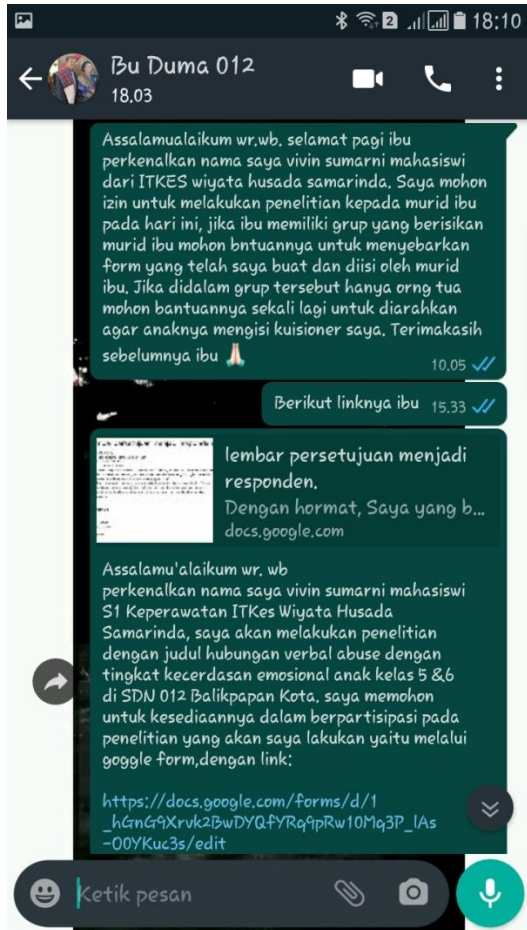 2 18:10
Bu Duma 012
18.03
Assalamualaikum wr.wb. selamat pagi ibu
perkenalkan nama saya vivin sumarni mahasiswi
dari ITKES wiyata husada samarinda. Saya mohon
izin untuk melakukan penelitian kepada murid ibu
pada hari ini, jika ibu memiliki grup yang berisikan
murid ibu mohon bntuannya untuk menyebarkan
form yang telah saya buat dan diisi oleh murid
ibu. Jika didalam grup tersebut hanya orng tua
mohon bantuannya sekali lagi untuk diarahkan
agar anaknya mengisi kuisioner saya. Terimakasih
sebelumnya ibu 🙏🏻
10.05
Berikut linknya ibu 15.33
lembar persetujuan menjadi
responden.
Dengan hormat, Saya yang b...
docs.google.com
Assalamu'alaikum wr. wb
perkenalkan nama saya vivin sumarni mahasiswi
S1 Keperawatan ITKes Wiyata Husada
Samarinda, saya akan melakukan penelitian
dengan judul hubungan verbal abuse dengan
tingkat kecerdasan emosional anak kelas 5 &6
di SDN 012 Balikpapan Kota. saya memohon
untuk kesediaannya dalam berpartisipasi pada
penelitian yang akan saya lakukan yaitu melalui
goggle form,dengan link:
https://docs.google.com/forms/d/1
_hGnG9Xrvk2BwDYQfYRq9pRw10Mq3P_lAs
-O0YKuc3s/edit
Ketik pesan